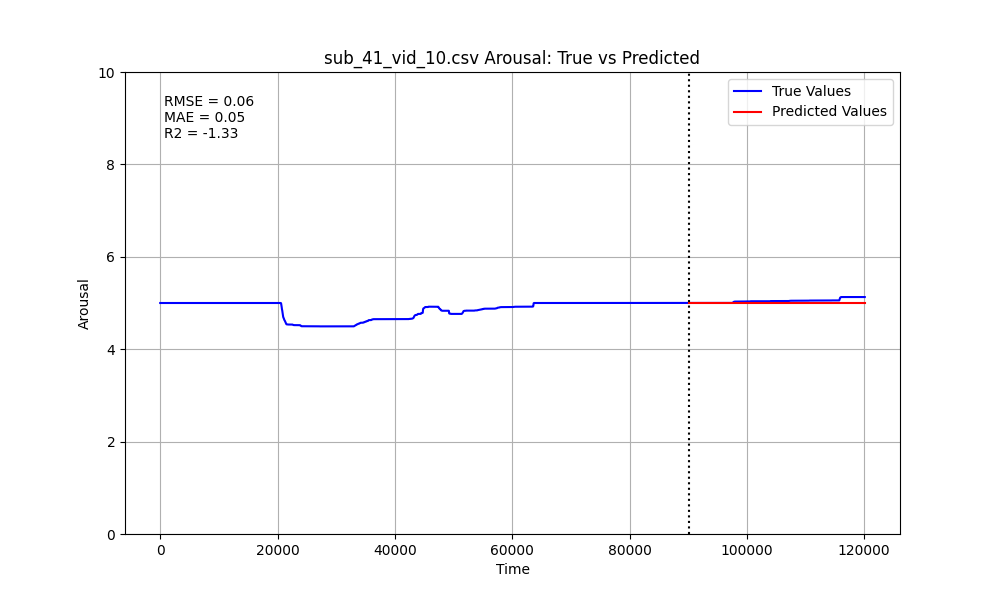 sub_41_vid_10.csv Arousal: True vs Predicted
RMSE = 0.06
MAE = 0.05
R2 = -1.33
True Values
Predicted Values
10
8
6
4
2
0
Arousal
0
20000
40000
60000
80000
100000
120000
Time